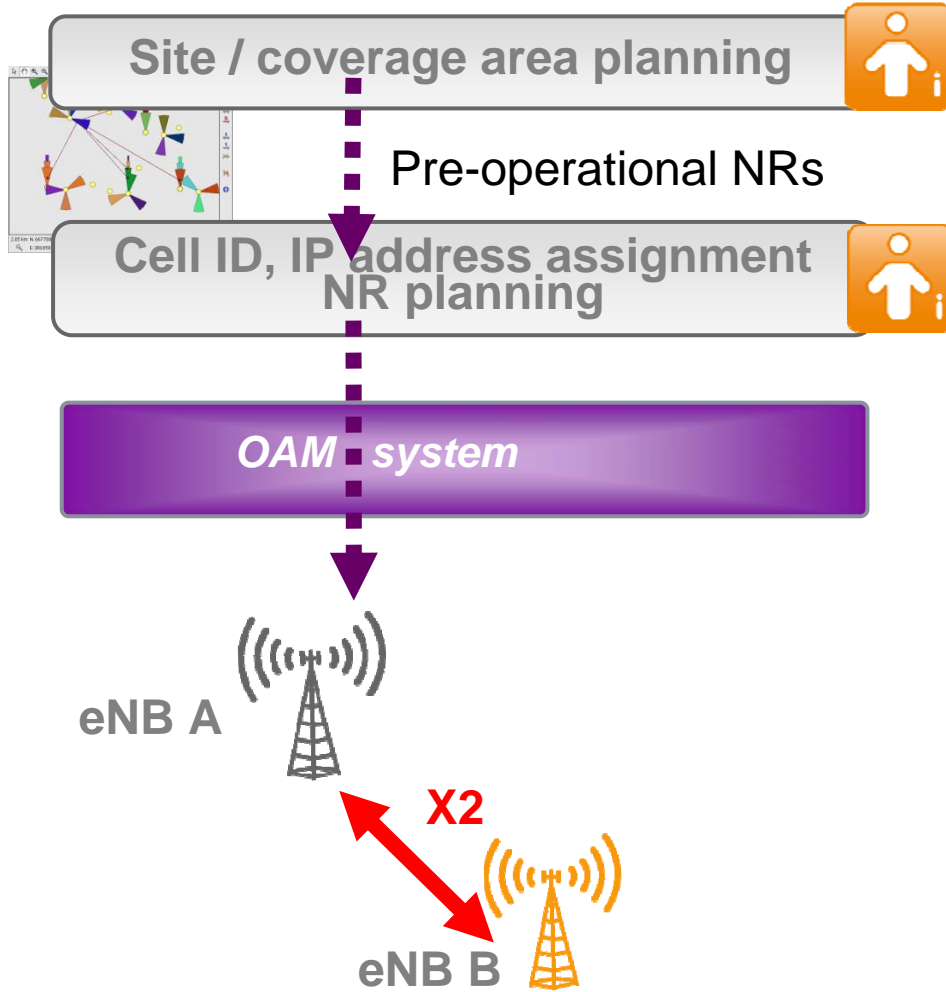 Site / coverage area planning
i
Pre-operational NRs
Cell ID, IP address assignment
NR planning
i
OAM system
eNB A
X2
eNB B